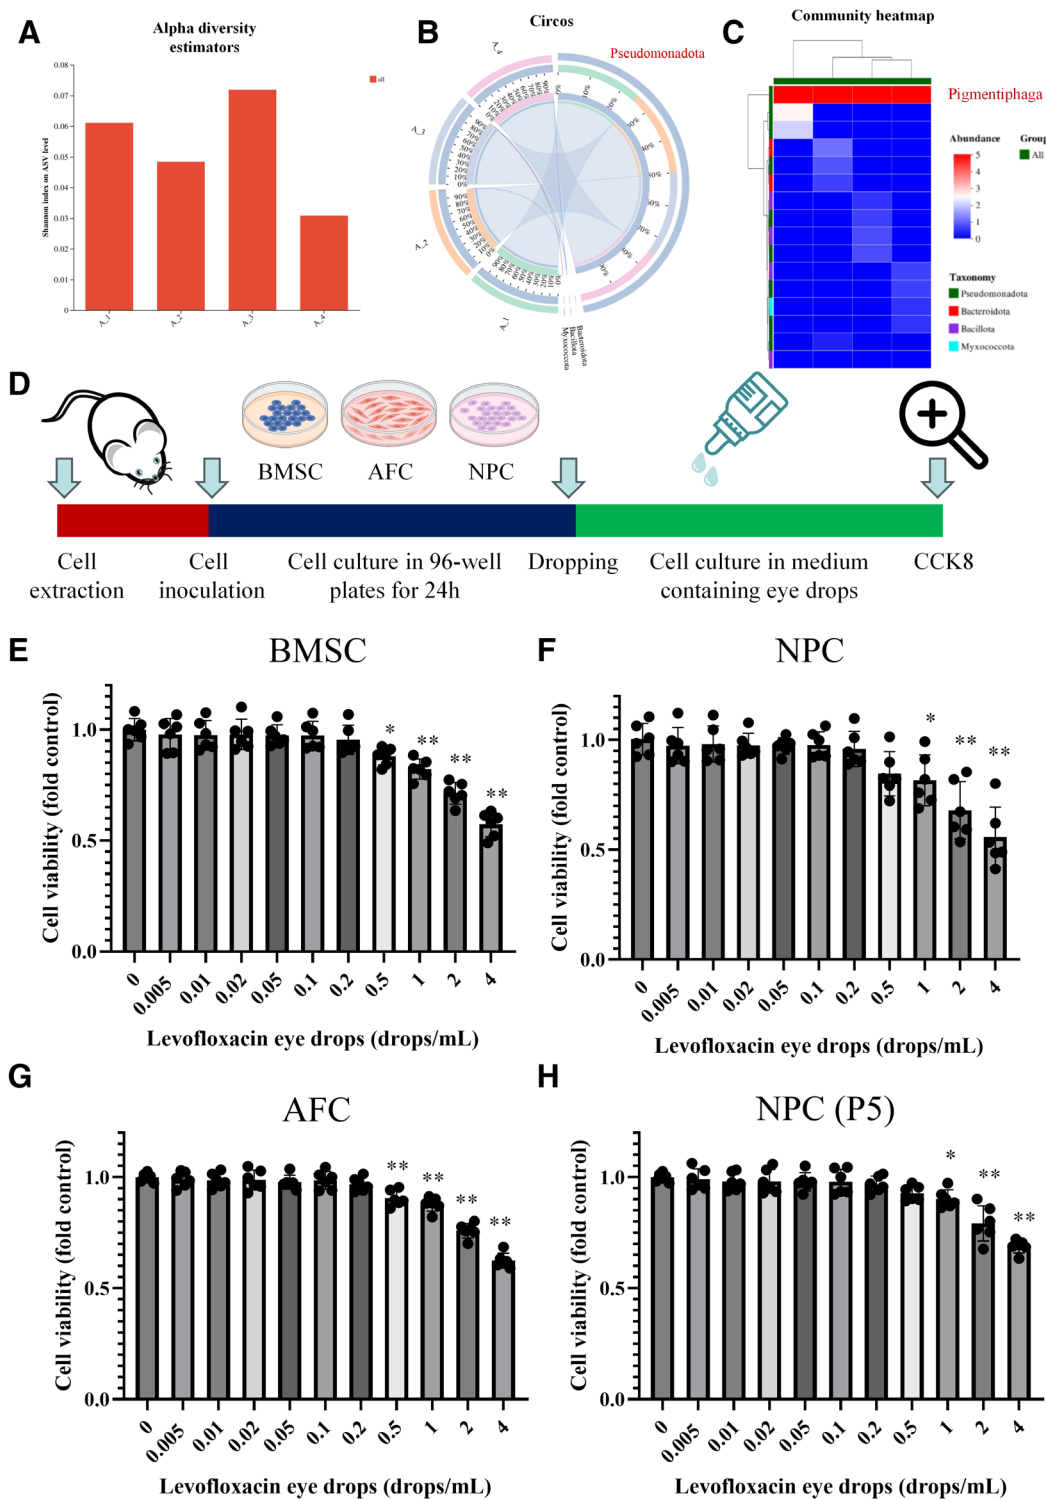 A
Alpha diversity
estimators
0.08
0.07
0.06
0.05
0.04
0.03
0.02
0.01
0
Shannon index on ASV level
all
A_1
A_2
A_3
A_4
B
Circos
Pseudomonadota
A_4
A_3
A_2
A_1
Myxococcota
Bacillota
Bacteroidota
C
Community heatmap
Pigmentiphaga
Abundance
5
4
3
2
1
0
Group
All
Taxonomy
Pseudomonadota
Bacteroidota
Bacillota
Myxococcota
D
BMSC
AFC
NPC
Cell
extraction
Cell
inoculation
Cell culture in 96-well
plates for 24h
Dropping
Cell culture in medium
containing eye drops
CCK8
E
BMSC
Cell viability (fold control)
1.0
0.5
0.0
* ** ** **
0 0.005 0.01 0.02 0.05 0.1 0.2 0.5 1 2 4
Levofloxacin eye drops (drops/mL)
F
NPC
Cell viability (fold control)
1.0
0.5
0.0
* ** **
0 0.005 0.01 0.02 0.05 0.1 0.2 0.5 1 2 4
Levofloxacin eye drops (drops/mL)
G
AFC
Cell viability (fold control)
1.0
0.5
0.0
** ** ** **
0 0.005 0.01 0.02 0.05 0.1 0.2 0.5 1 2 4
Levofloxacin eye drops (drops/mL)
H
NPC (P5)
Cell viability (fold control)
1.0
0.5
0.0
* ** **
0 0.005 0.01 0.02 0.05 0.1 0.2 0.5 1 2 4
Levofloxacin eye drops (drops/mL)